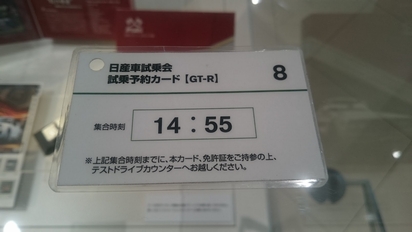 日産車試乗会
試乗予約カード【GT-R】
8
集合時刻
14：55
※上記集合時刻までに、本カード、免許証をご持参の上、
テストドライブカウンターへお越しください。